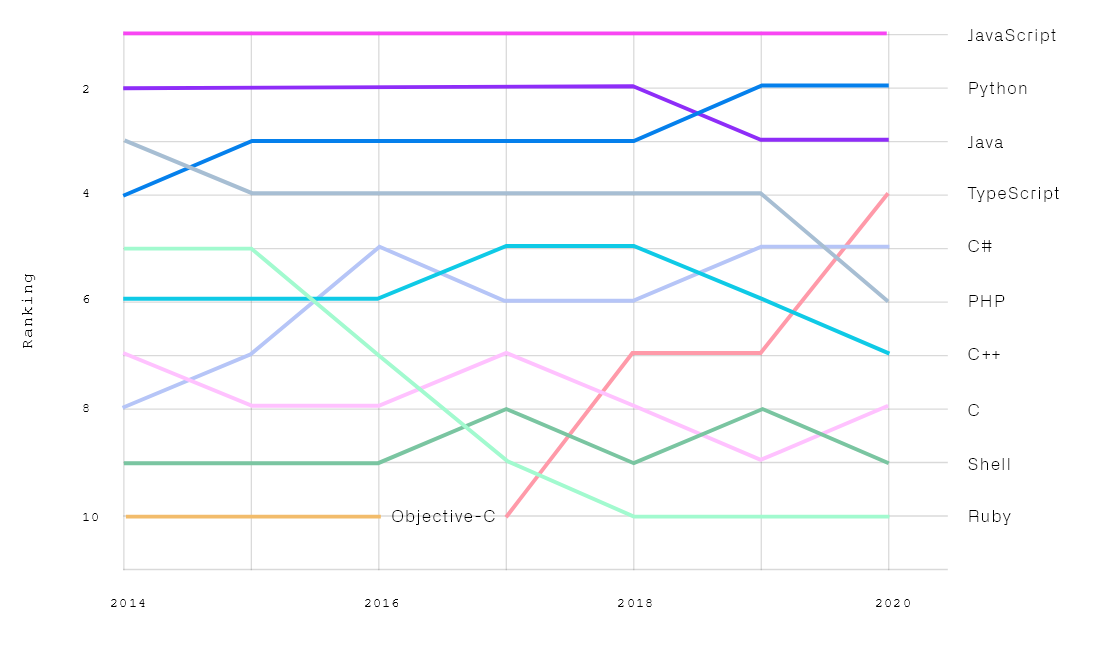 JavaScript
2
Python
Java
4
TypeScript
C#
Ranking
6
PHP
C++
8
C
Shell
10
Objective-C
Ruby
2014
2016
2018
2020